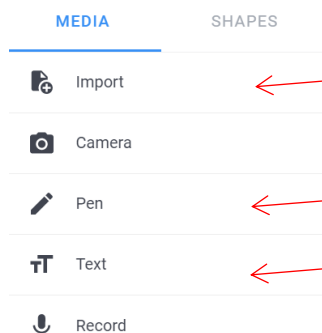 MEDIA SHAPES
Import
Camera
Pen
Text
Record